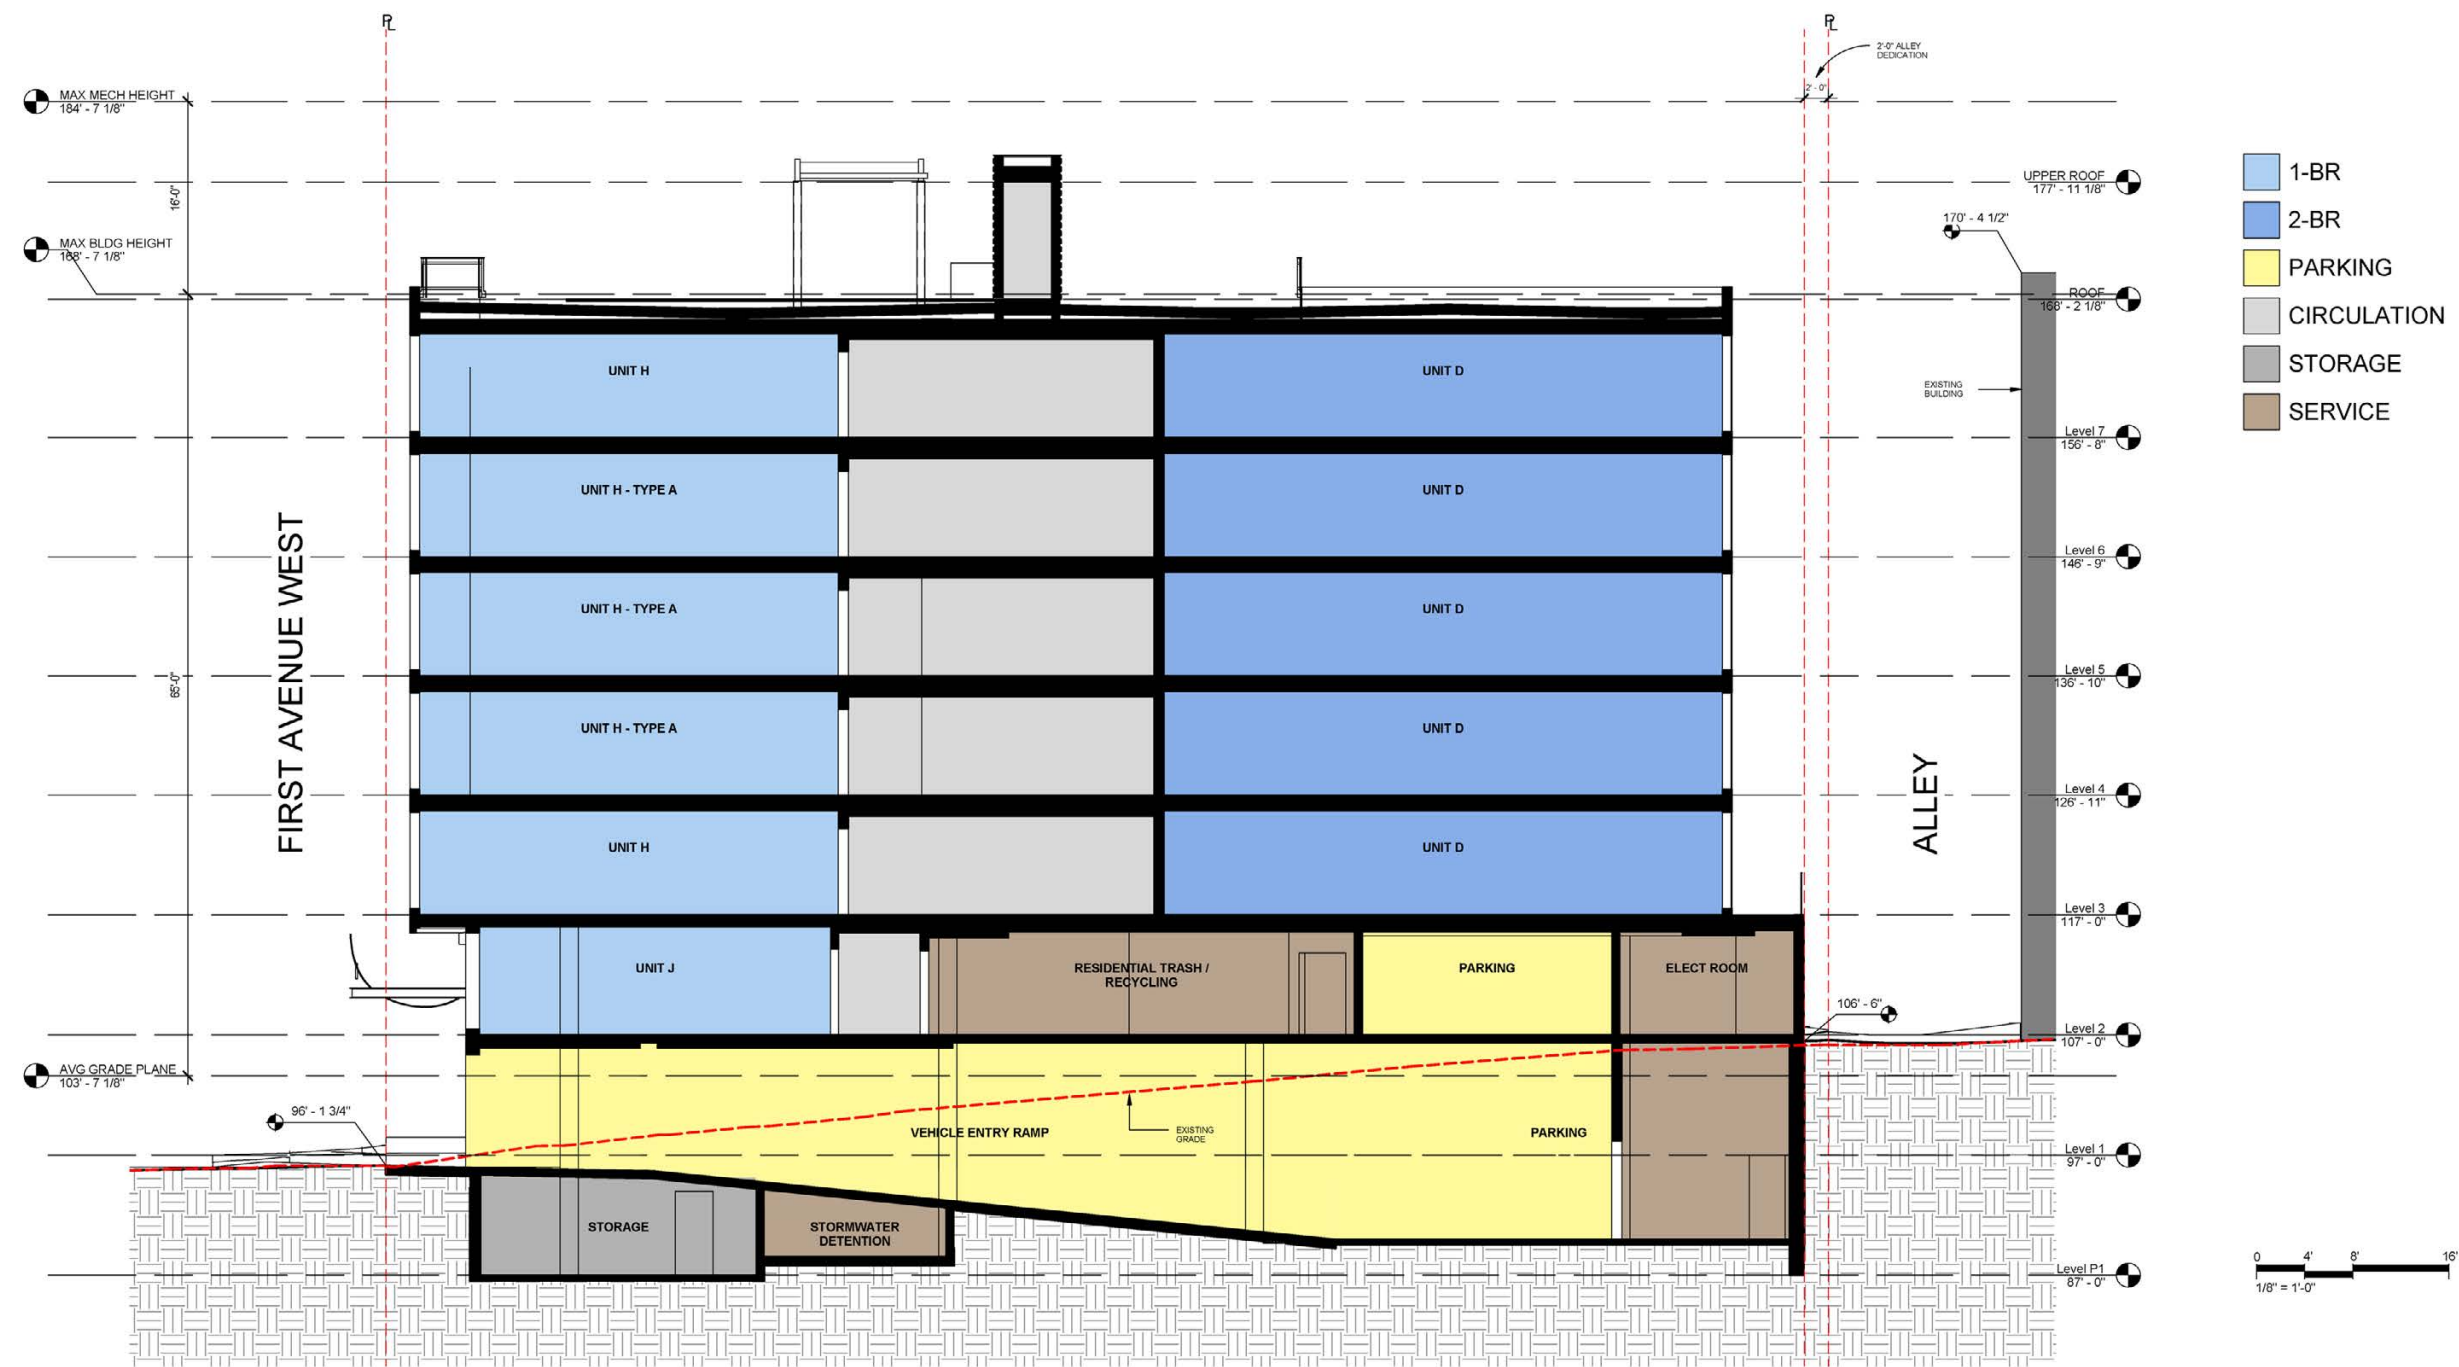 PL
PL
2'-0" ALLEY
DEDICATION
2' - 0"
MAX MECH HEIGHT
184' - 7 1/8"
16'-0"
UPPER ROOF
177' - 11 1/8"
170' - 4 1/2"
MAX BLDG HEIGHT
168' - 7 1/8"
ROOF
168' - 2 1/8"
1-BR
2-BR
PARKING
CIRCULATION
STORAGE
SERVICE
UNIT H
UNIT D
EXISTING
BUILDING
Level 7
156' - 8"
UNIT H - TYPE A
UNIT D
Level 6
146' - 9"
UNIT H - TYPE A
UNIT D
Level 5
136' - 10"
65'-0"
FIRST AVENUE WEST
UNIT H - TYPE A
UNIT D
Level 4
126' - 11"
ALLEY
UNIT H
UNIT D
Level 3
117' - 0"
UNIT J
RESIDENTIAL TRASH /
RECYCLING
PARKING
ELECT ROOM
106' - 6"
Level 2
107' - 0"
AVG GRADE PLANE
103' - 7 1/8"
96' - 1 3/4"
VEHICLE ENTRY RAMP
EXISTING
GRADE
PARKING
Level 1
97' - 0"
STORAGE
STORMWATER
DETENTION
Level P1
87' - 0"
0 4' 8' 16'
1/8" = 1'-0"